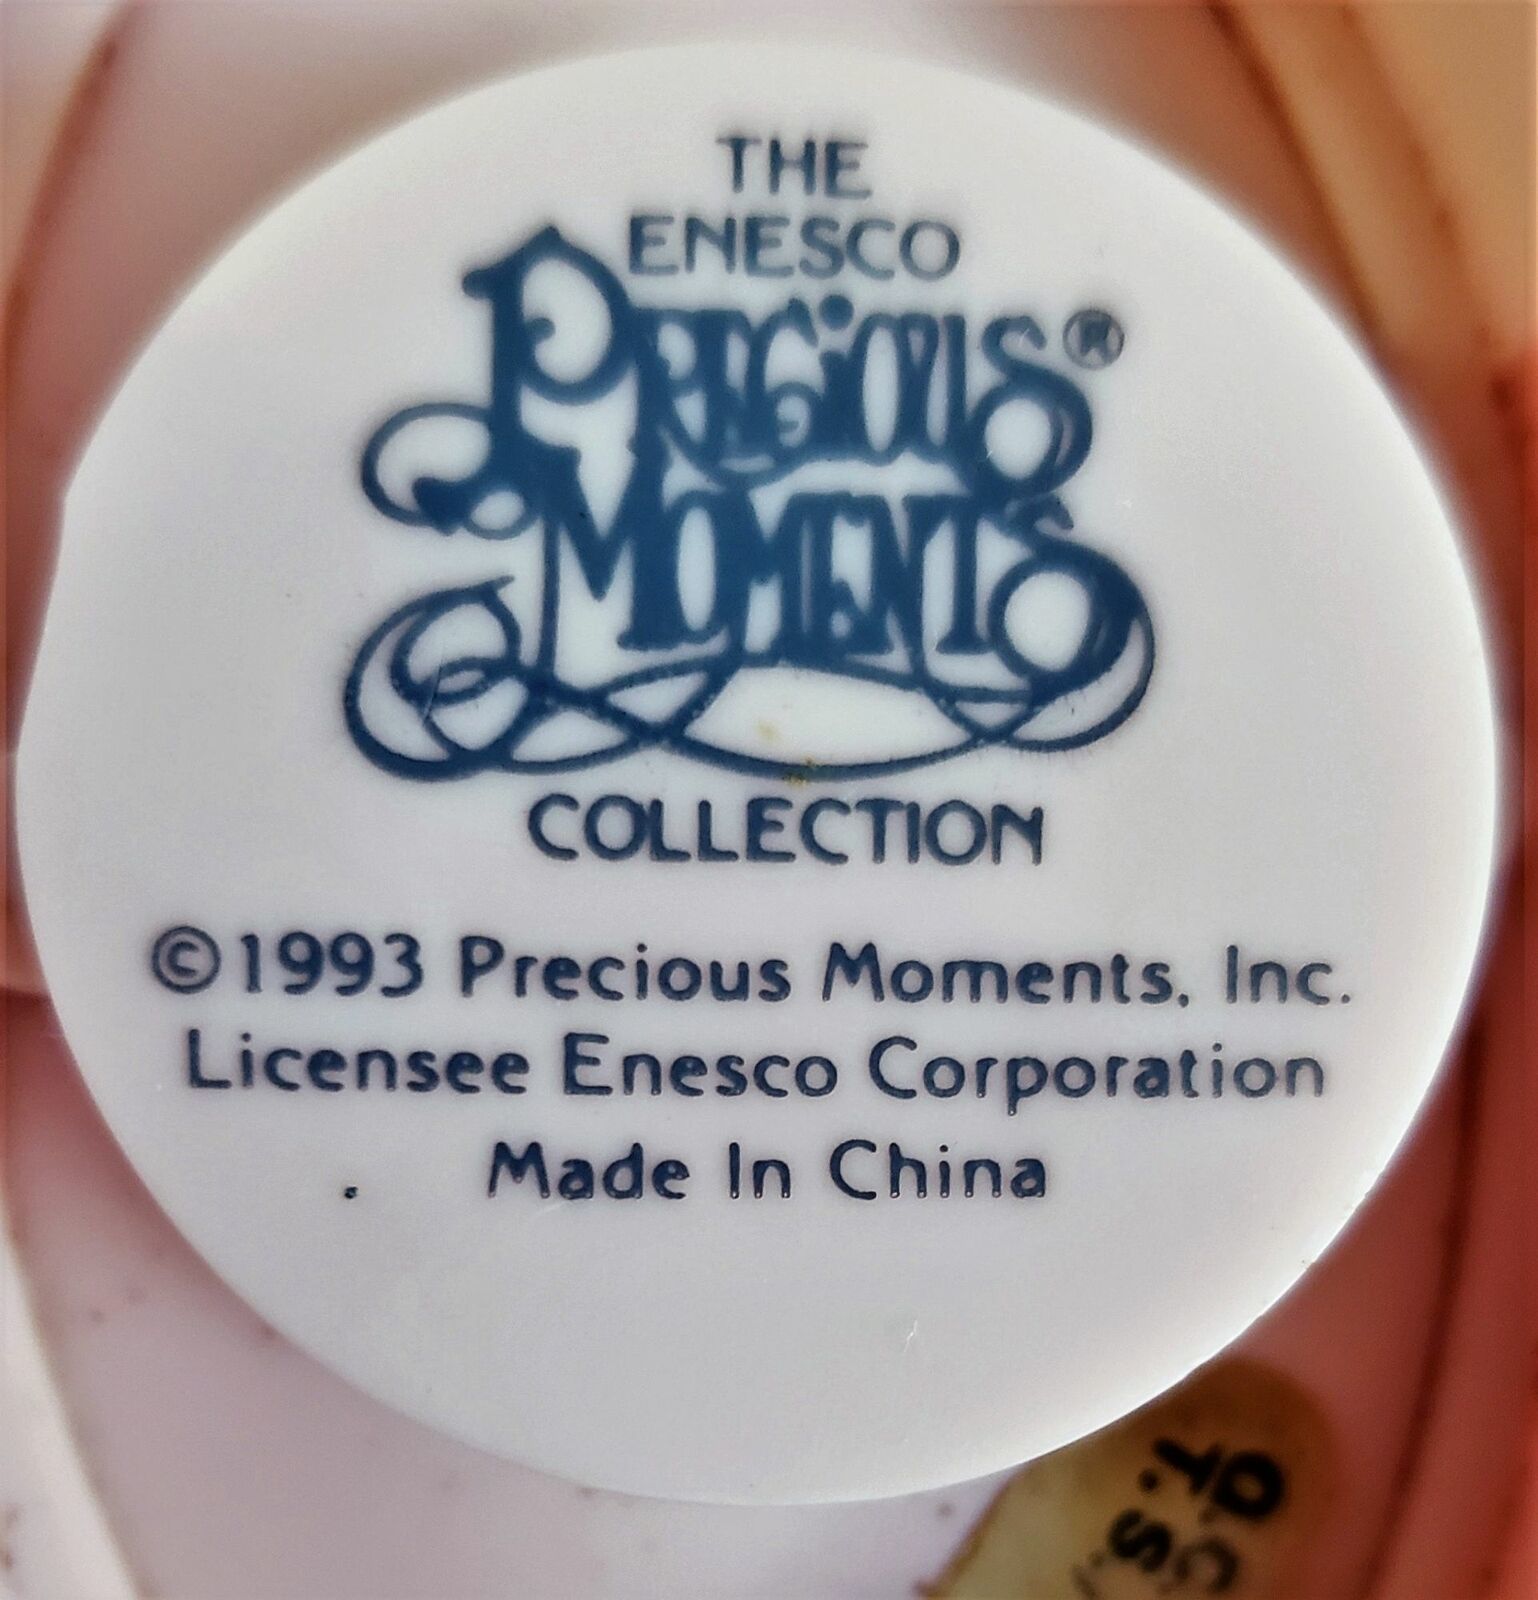 THE
ENESCO
PRECIOUS®
MOMENTS
COLLECTION
©1993 Precious Moments, Inc.
Licensee Enesco Corporation
Made In China